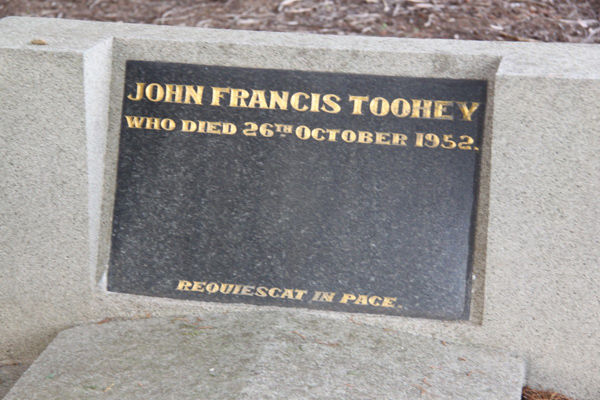 JOHN FRANCIS TOOHEY
WHO DIED 26TH OCTOBER 1952.
REQUIESCAT IN PACE.